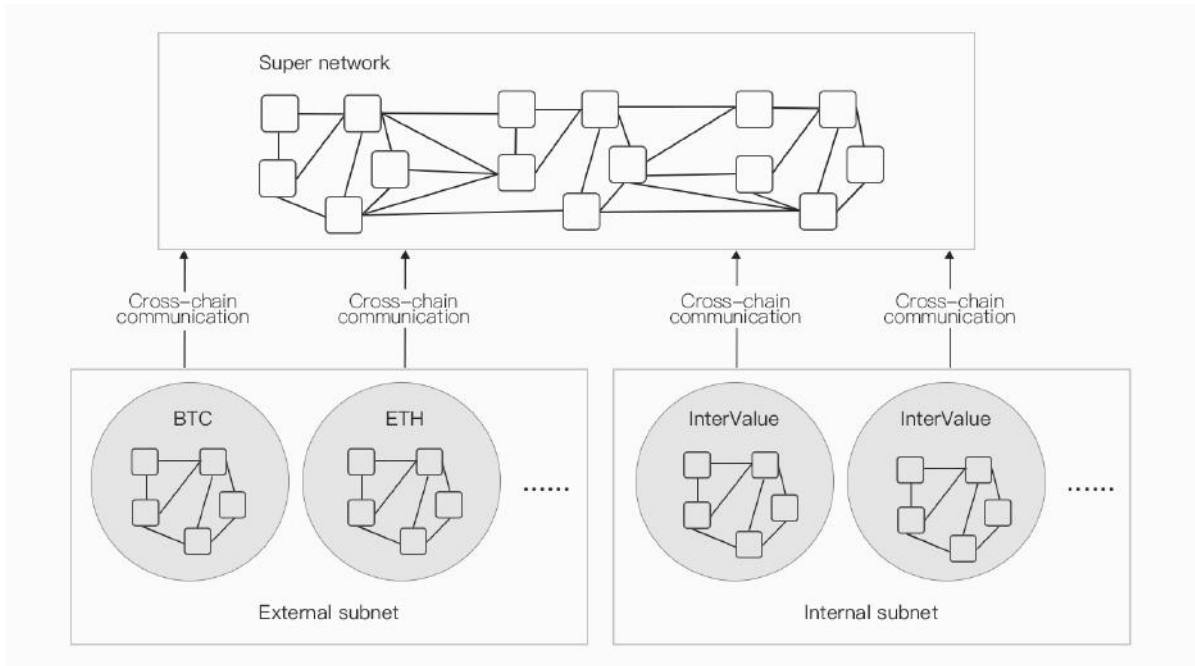 Super network
Cross-chain
communication
Cross-chain
communication
Cross-chain
communication
Cross-chain
communication
BTC
ETH
......
External subnet
InterValue
InterValue
......
Internal subnet